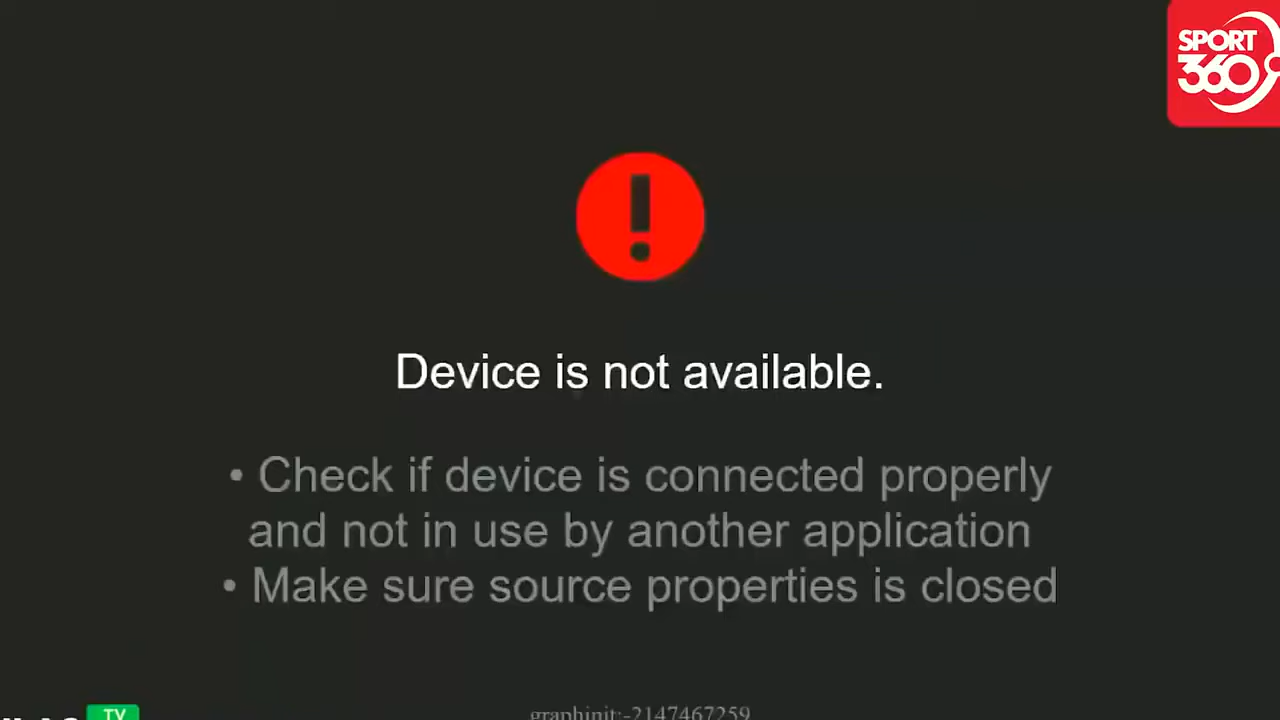 SPORT
360
!
Device is not available.
• Check if device is connected properly
and not in use by another application
• Make sure source properties is closed
TV
graphinit:-2147467259